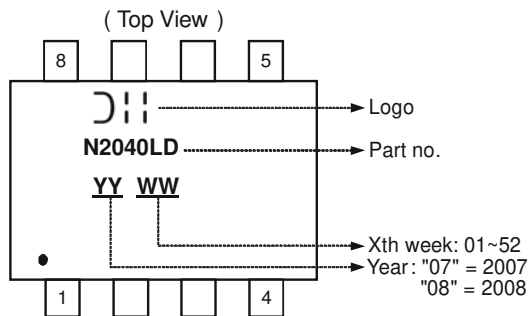 ( Top View )
8 5
Logo
N2040LD Part no.
YY WW
Xth week: 01~52
Year: "07" = 2007
"08" = 2008
1 4